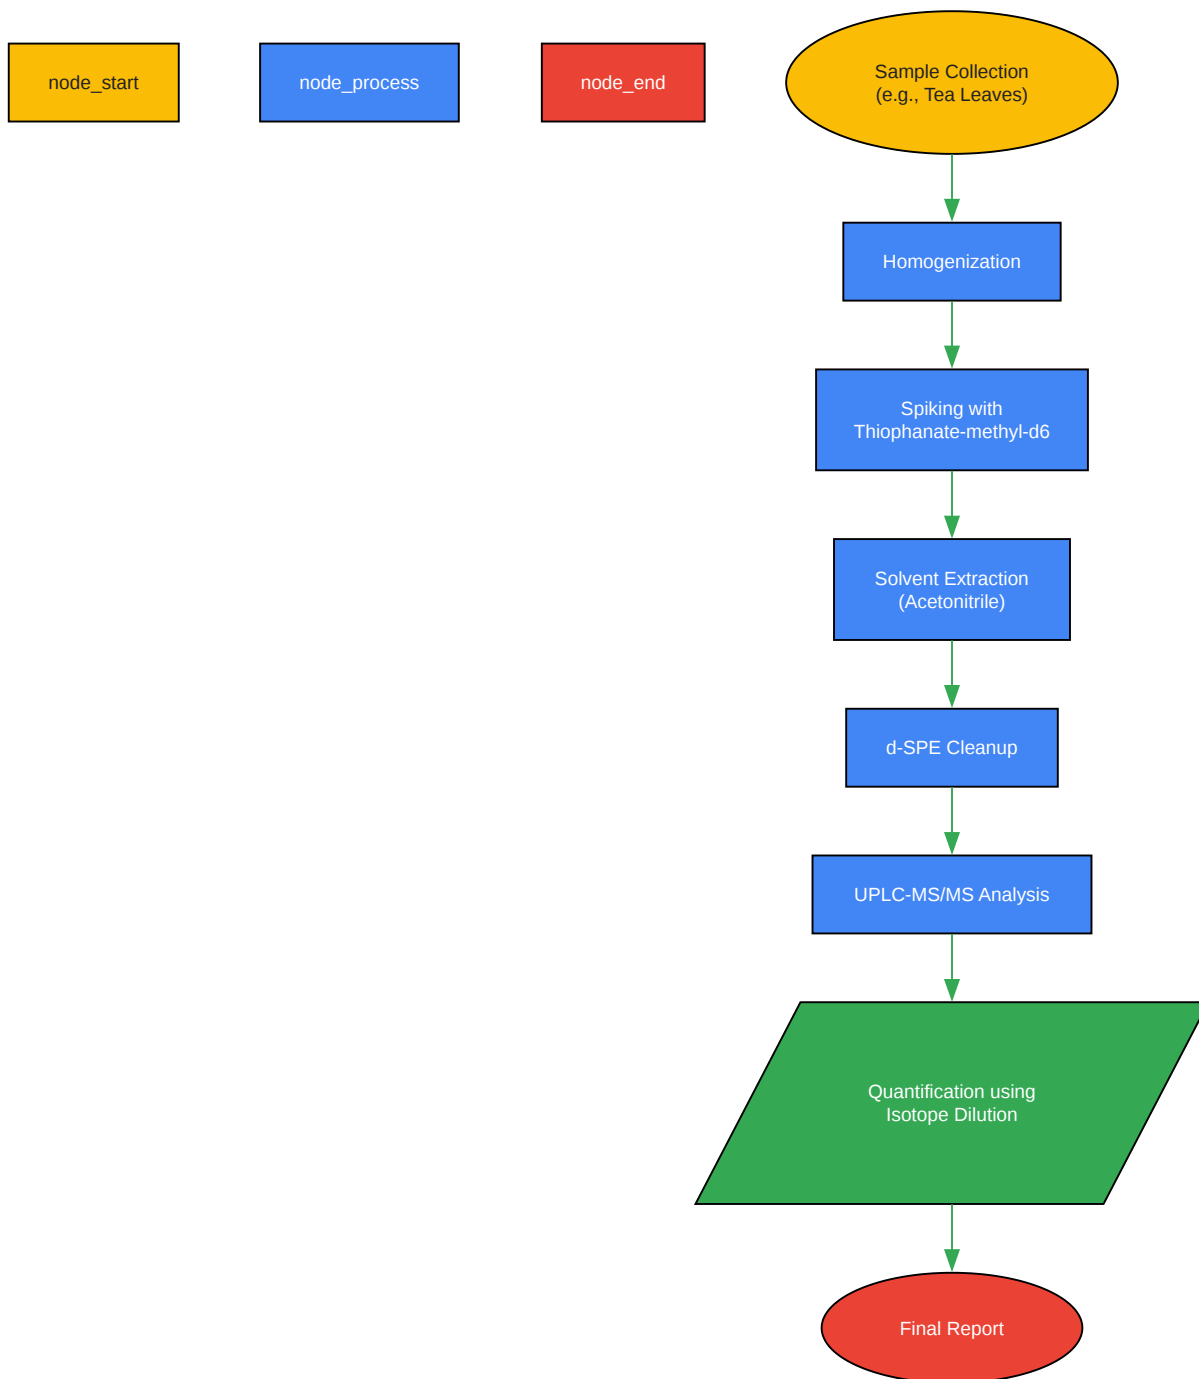 node_start
node_process
node_end
Sample Collection
(e.g., Tea Leaves)
Homogenization
Spiking with
Thiophanate-methyl-d6
Solvent Extraction
(Acetonitrile)
d-SPE Cleanup
UPLC-MS/MS Analysis
Quantification using
Isotope Dilution
Final Report